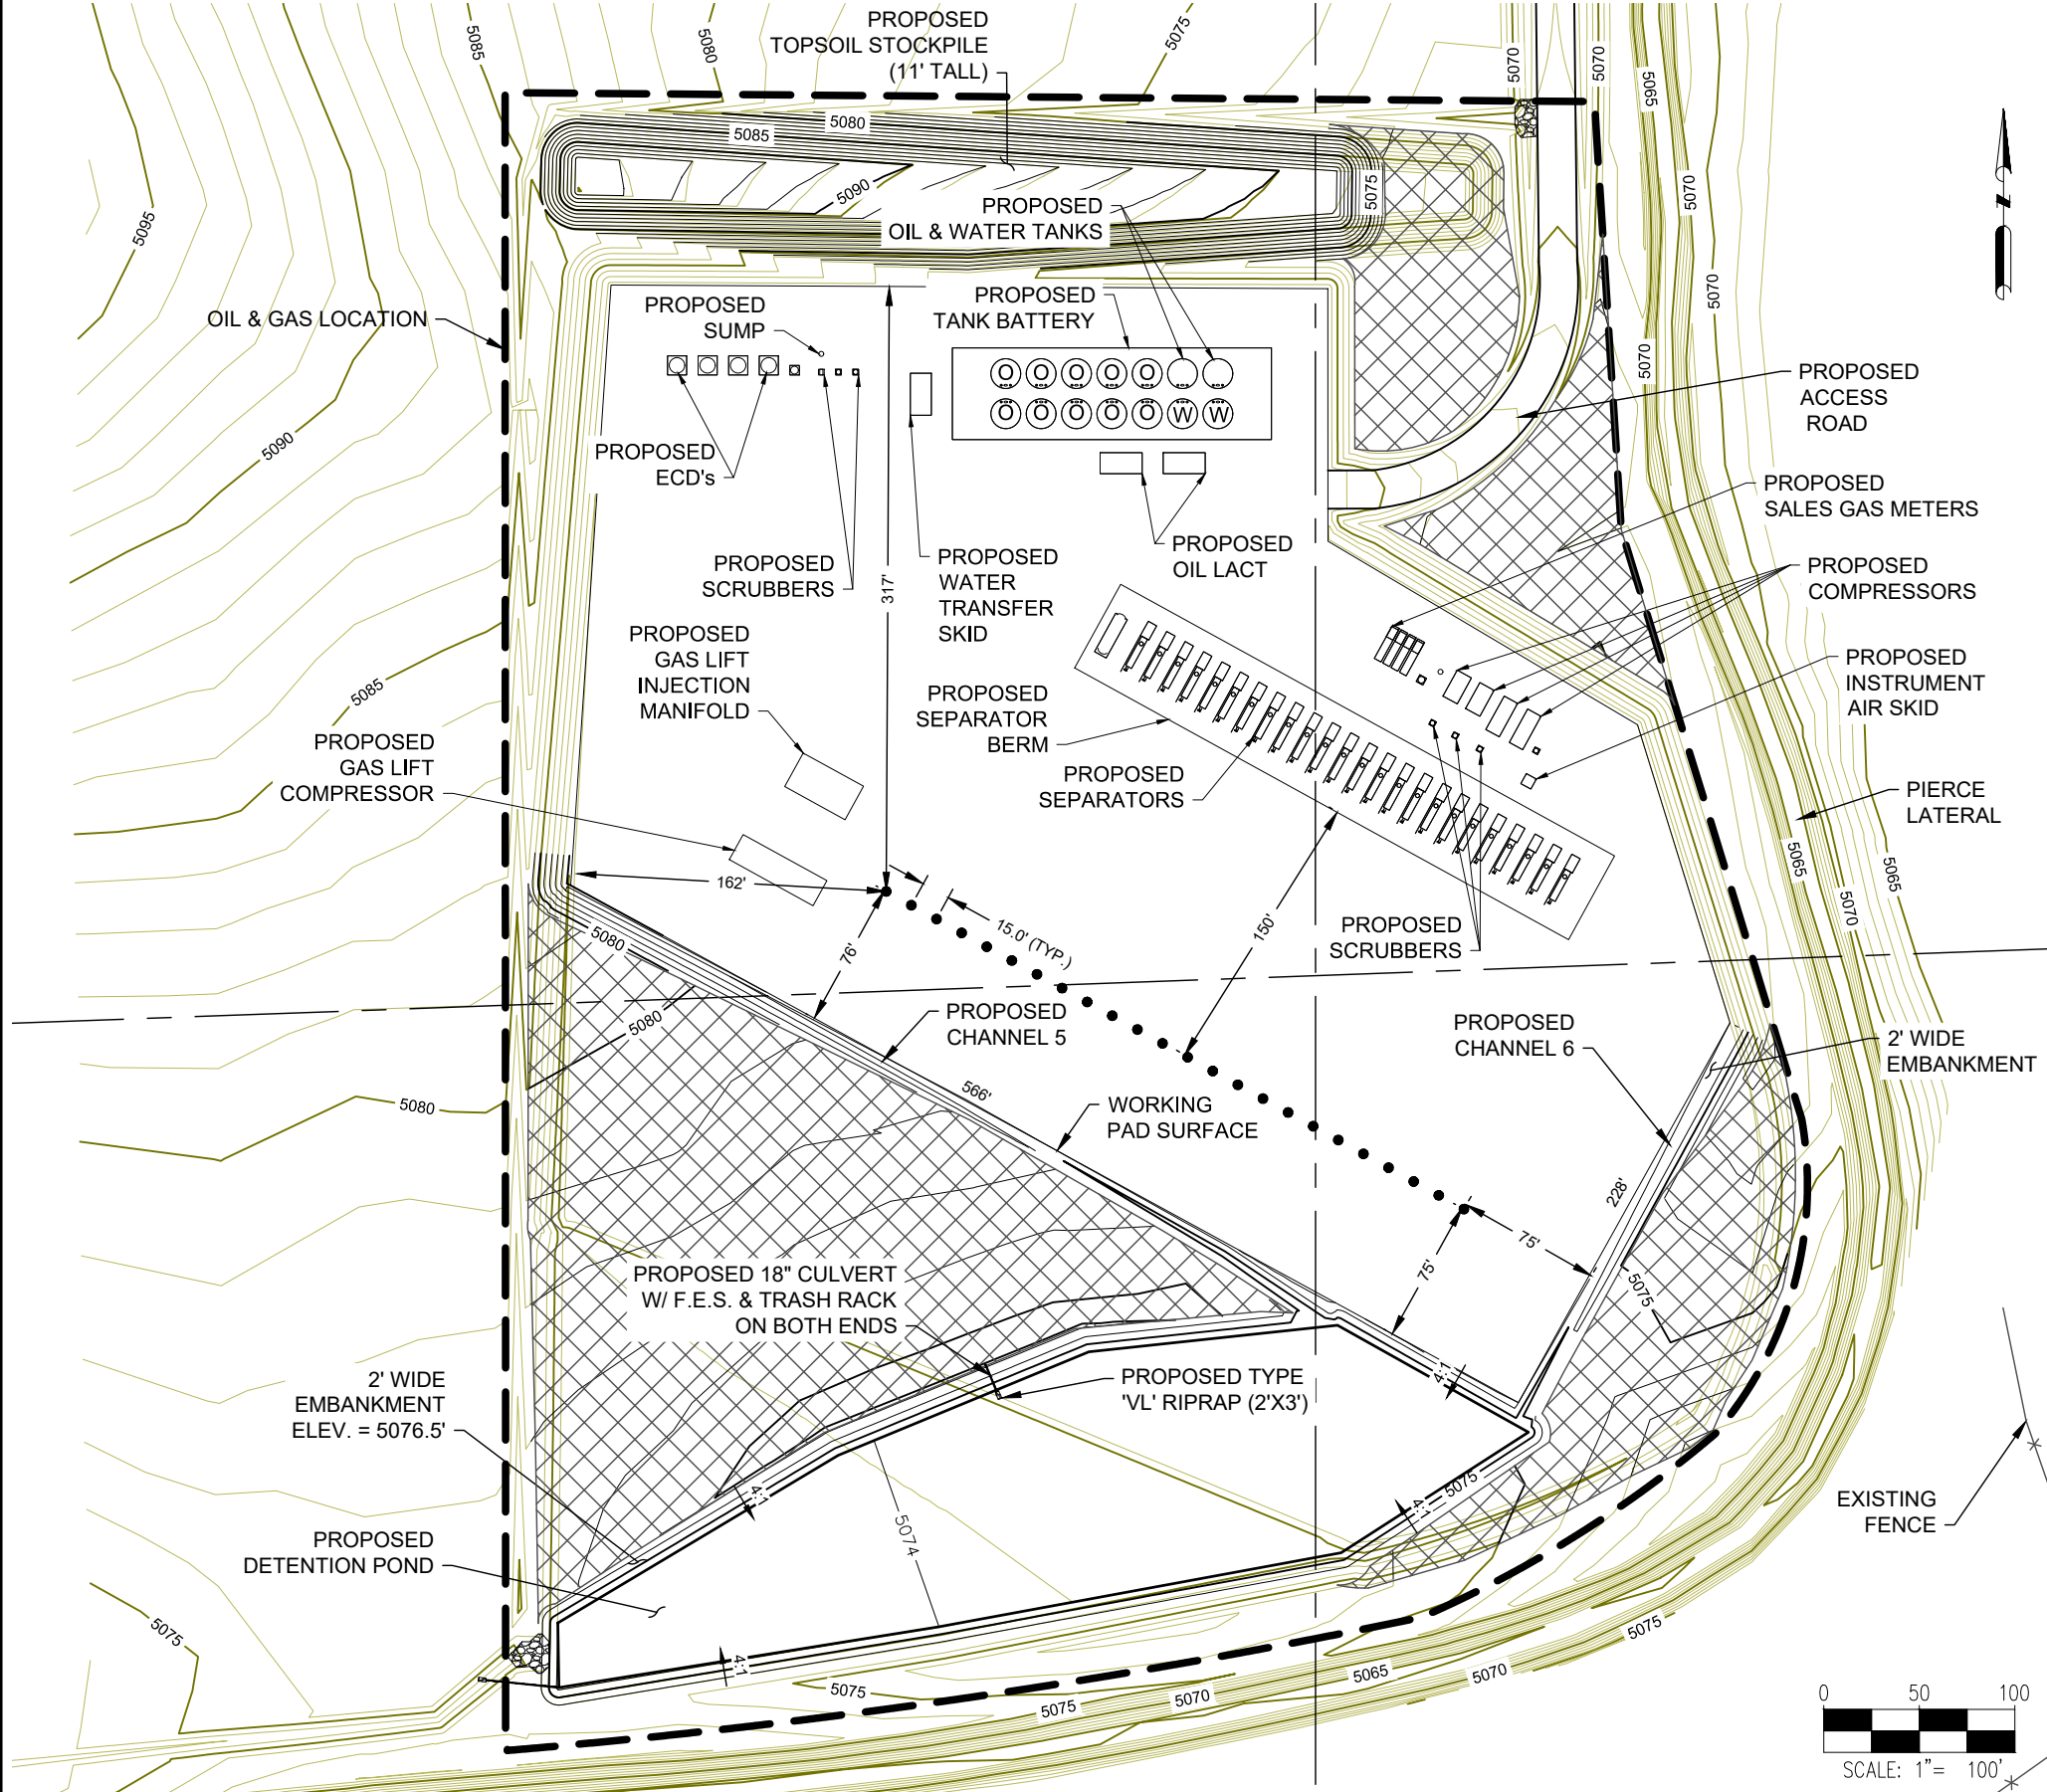 PROPOSED
TOPSOIL STOCKPILE
(11' TALL)
5085
5080
5075
5070
5070
5065
5095
5085
5080
5075
5070
5090
PROPOSED
OIL & WATER TANKS
5070
OIL & GAS LOCATION
PROPOSED
SUMP
PROPOSED
TANK BATTERY
N
5070
PROPOSED
ACCESS
ROAD
O O O O O
O O O O O W W
5090
PROPOSED
ECD's
PROPOSED
SCRUBBERS
317'
PROPOSED
WATER
TRANSFER
SKID
PROPOSED
OIL LACT
PROPOSED
SALES GAS METERS
PROPOSED
COMPRESSORS
PROPOSED
INSTRUMENT
AIR SKID
5085
PROPOSED
GAS LIFT
INJECTION
MANIFOLD
PROPOSED
SEPARATOR
BERM
PROPOSED
SEPARATORS
PROPOSED
GAS LIFT
COMPRESSOR
PIERCE
LATERAL
5065
5070
5065
162'
76'
15.0' (TYP.)
150'
PROPOSED
SCRUBBERS
5080
5080
PROPOSED
CHANNEL 5
PROPOSED
CHANNEL 6
2' WIDE
EMBANKMENT
5080
566'
WORKING
PAD SURFACE
228'
75'
75'
5075
PROPOSED 18" CULVERT
W/ F.E.S. & TRASH RACK
ON BOTH ENDS
PROPOSED TYPE
'VL' RIPRAP (2'X3')
4:1
2' WIDE
EMBANKMENT
ELEV. = 5076.5'
4:1
5074
4:1
5075
EXISTING
FENCE
PROPOSED
DETENTION POND
5075
4:1
5075
5075
5070
5065
5070
5075
0 50 100
SCALE: 1"= 100'